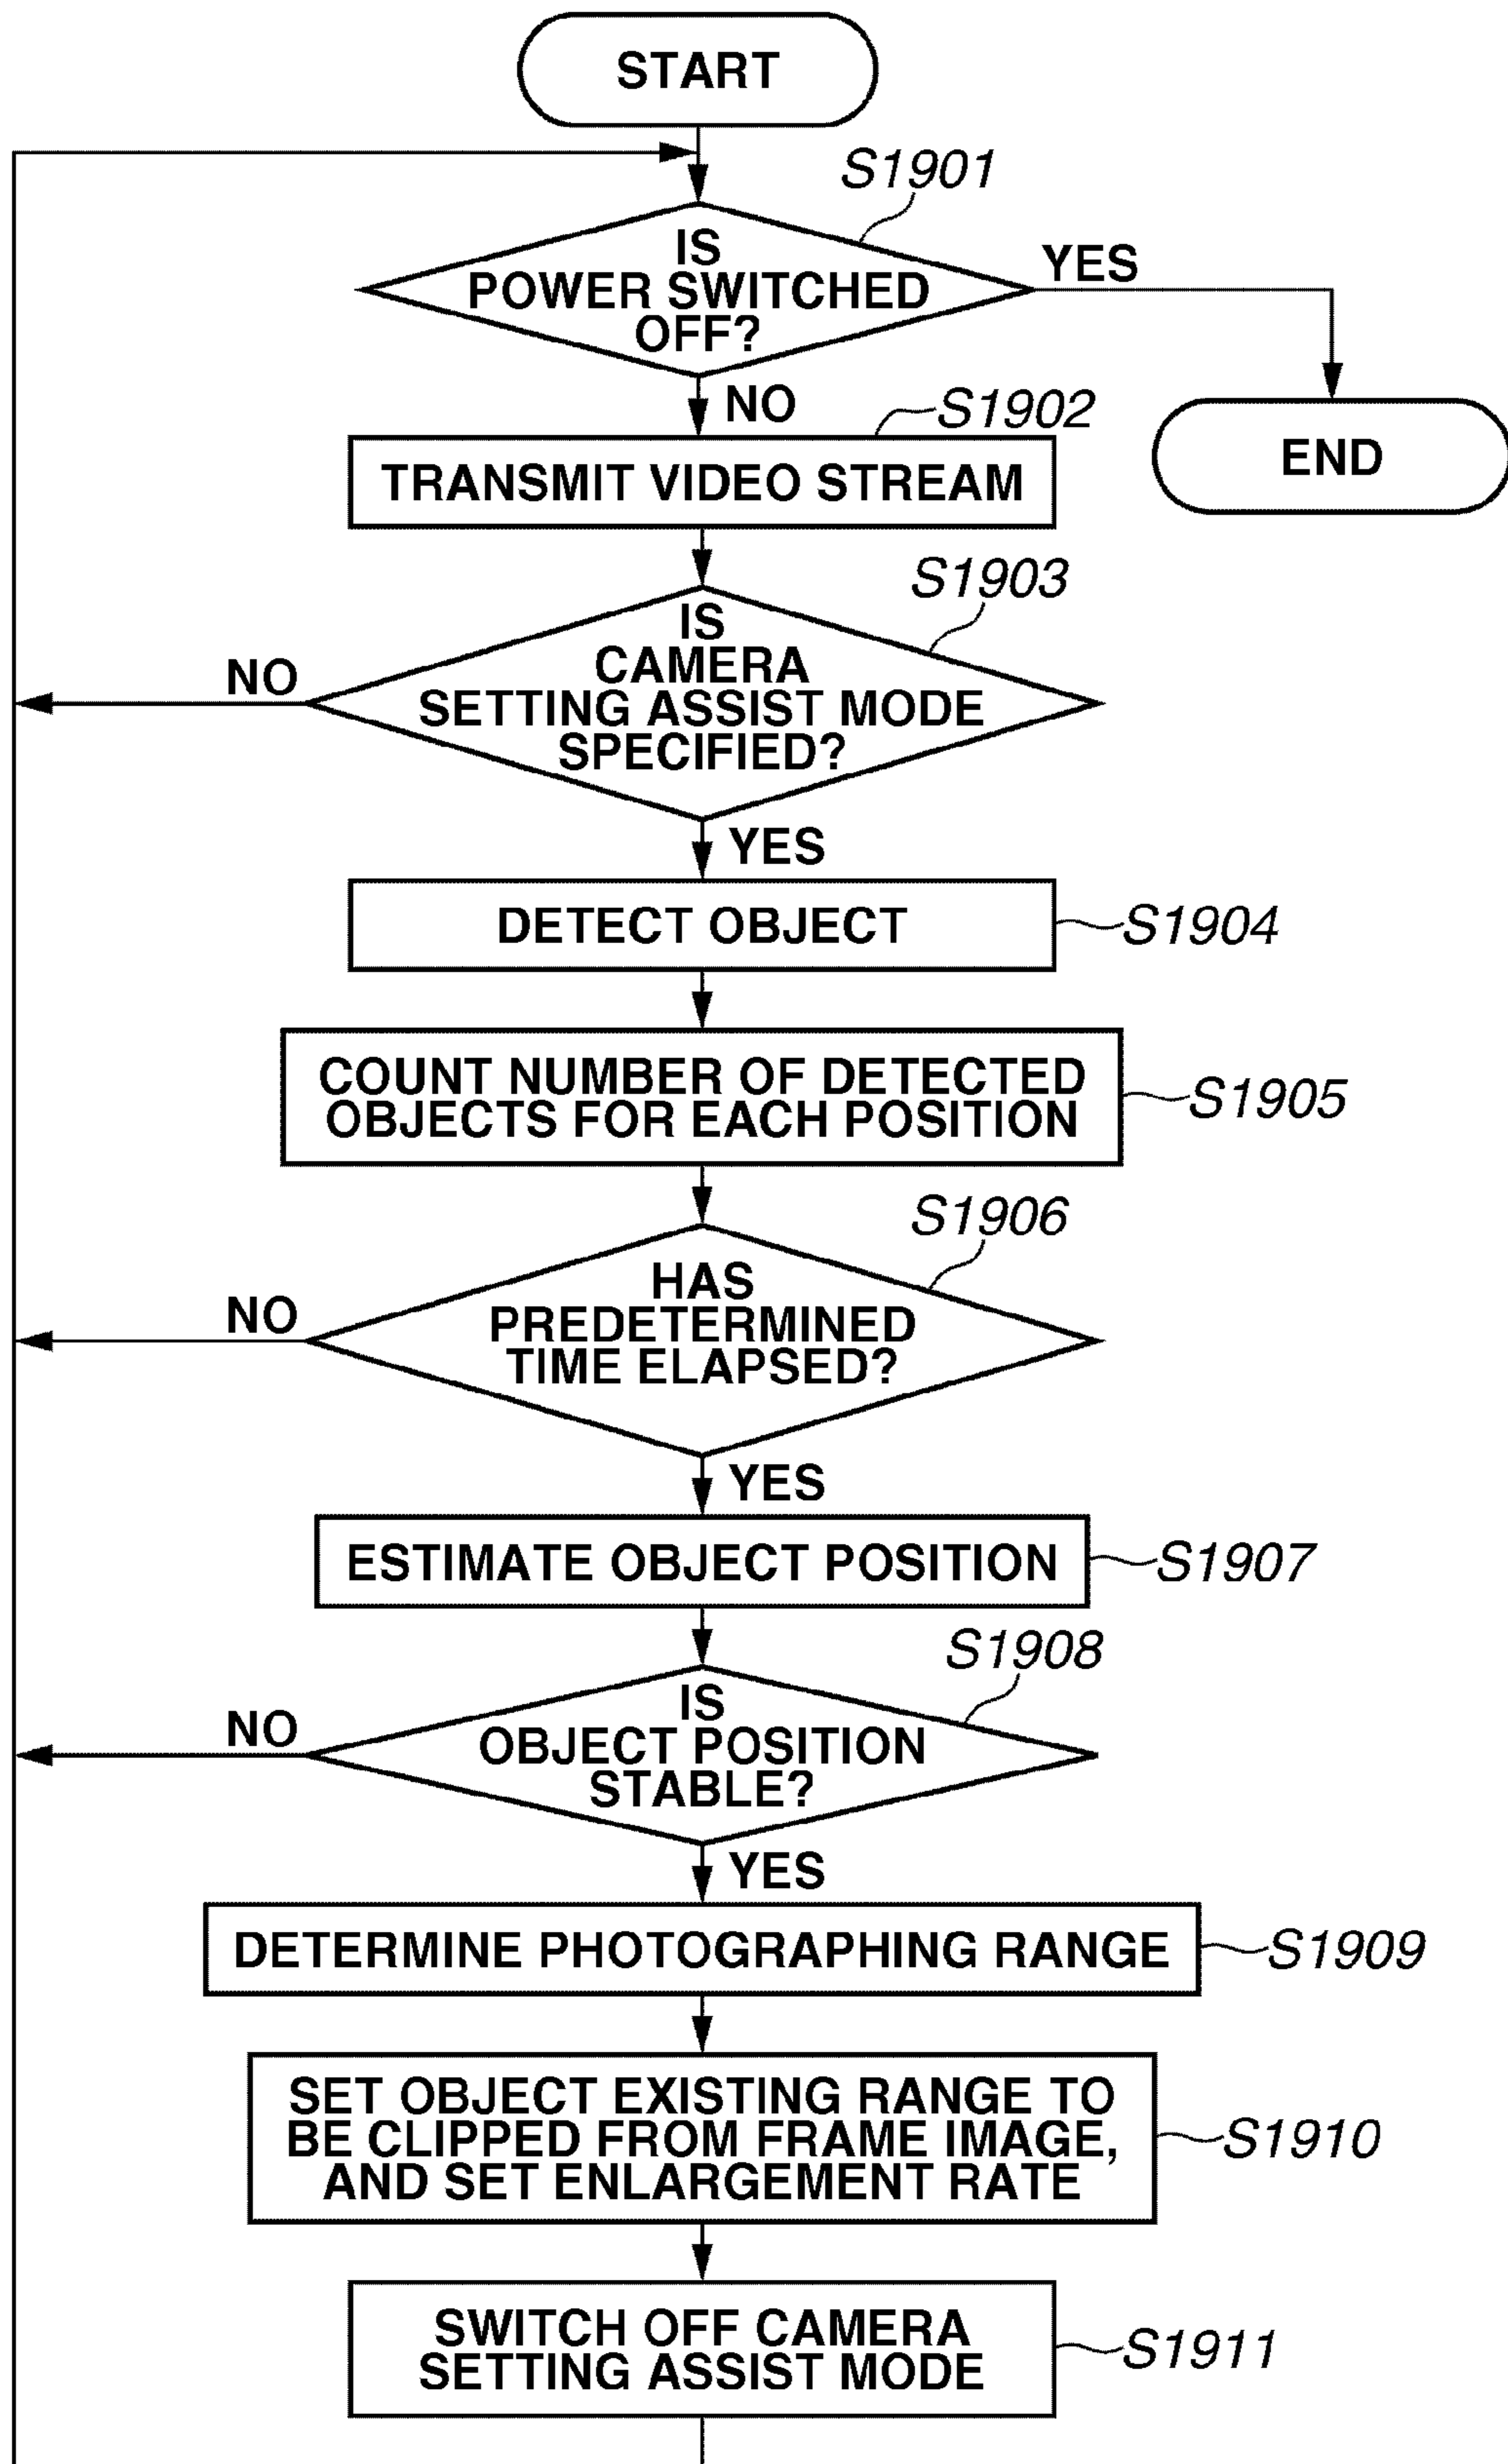 START
S1901
IS
POWER SWITCHED
OFF?
YES
NO
END
S1902
TRANSMIT VIDEO STREAM
S1903
IS
CAMERA
SETTING ASSIST MODE
SPECIFIED?
NO
YES
DETECT OBJECT
S1904
COUNT NUMBER OF DETECTED
OBJECTS FOR EACH POSITION
S1905
S1906
HAS
PREDETERMINED
TIME ELAPSED?
NO
YES
ESTIMATE OBJECT POSITION
S1907
S1908
IS
OBJECT POSITION
STABLE?
NO
YES
DETERMINE PHOTOGRAPHING RANGE
S1909
SET OBJECT EXISTING RANGE TO
BE CLIPPED FROM FRAME IMAGE,
AND SET ENLARGEMENT RATE
S1910
SWITCH OFF CAMERA
SETTING ASSIST MODE
S1911